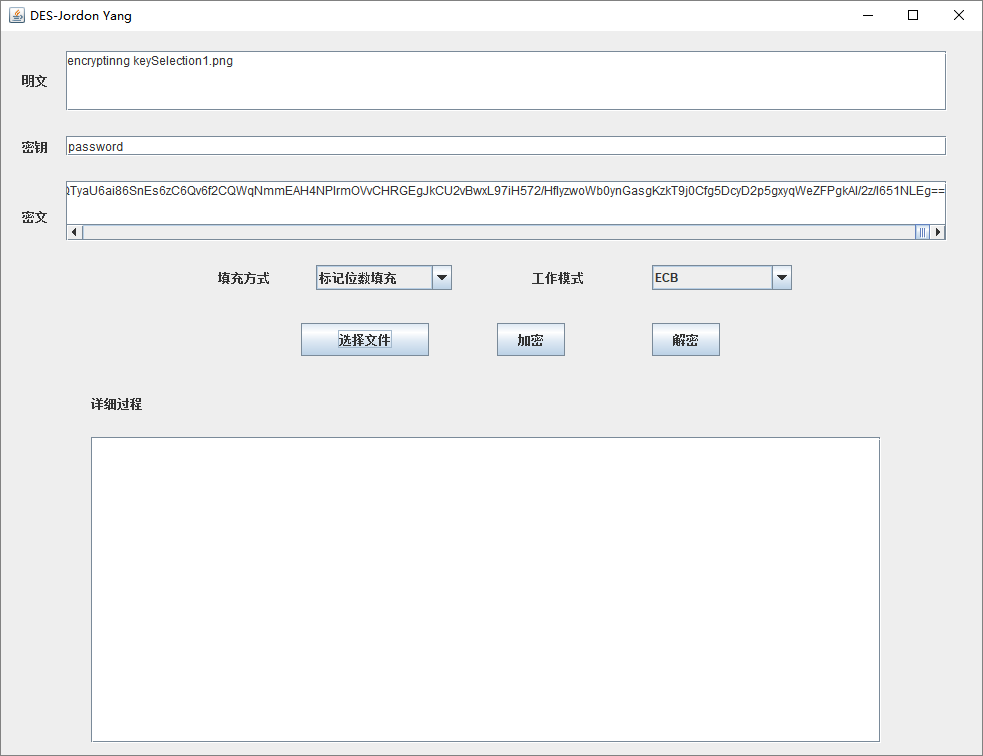 DES-Jordon Yang
明文
encryptinng keySelection1.png
密钥
password
密文
QTyaU6ai86SnEs6zC6Qv6f2CQWqNmmEAH4NPIrmOVvCHRGEgJkCU2vBwxL97iH572/HflyzwoWb0ynGasgKzkT9j0Cfg5DcyD2p5gxyqWeZFPgkAl/2z/I651NLEg==
填充方式 标记位数填充 工作模式 ECB
选择文件 加密 解密
详细过程